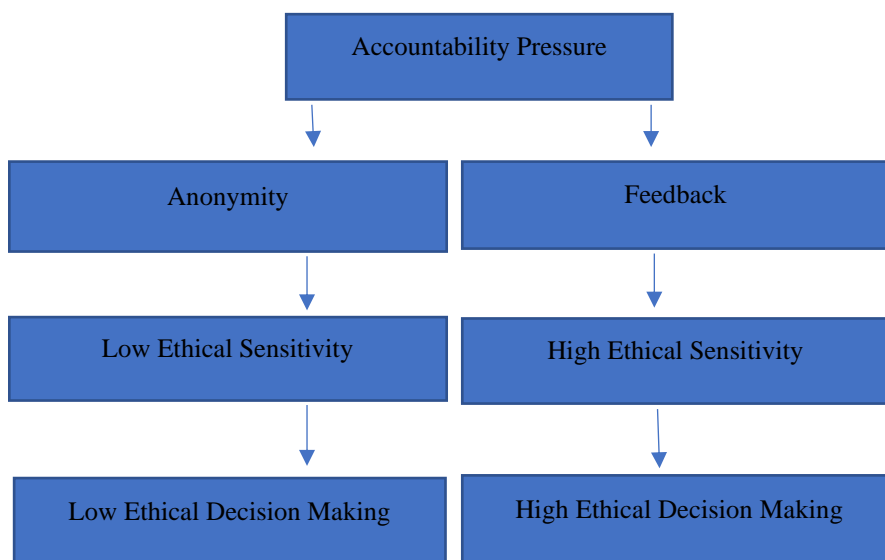 Accountability Pressure
Anonymity
Feedback
Low Ethical Sensitivity
High Ethical Sensitivity
Low Ethical Decision Making
High Ethical Decision Making